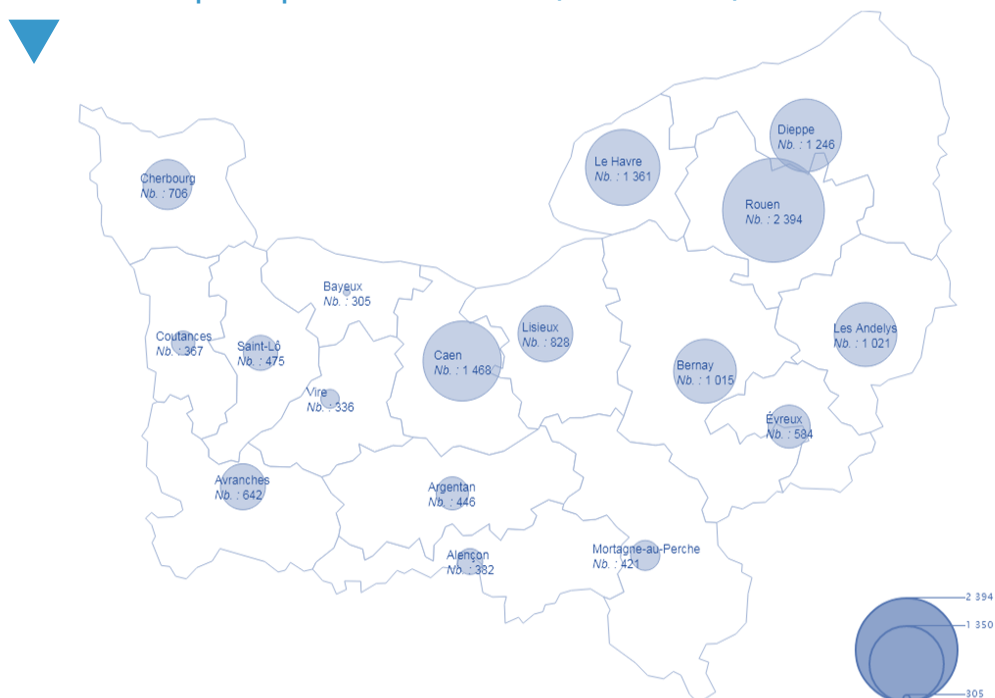 Dieppe
Nb. : 1 246
Le Havre
Nb. : 1 361
Cherbourg
Nb. : 706
Rouen
Nb. : 2 394
Bayeux
Nb. : 305
Coutances
Nb. : 367
Saint-Lô
Nb. : 475
Caen
Nb. : 1 468
Lisieux
Nb. : 828
Les Andelys
Nb. : 1 021
Bernay
Nb. : 1 015
Vire
Nb. : 336
Évreux
Nb. : 584
Avranches
Nb. : 642
Argentan
Nb. : 446
Alençon
Nb. : 382
Mortagne-au-Perche
Nb. : 421
2 394
1 350
305